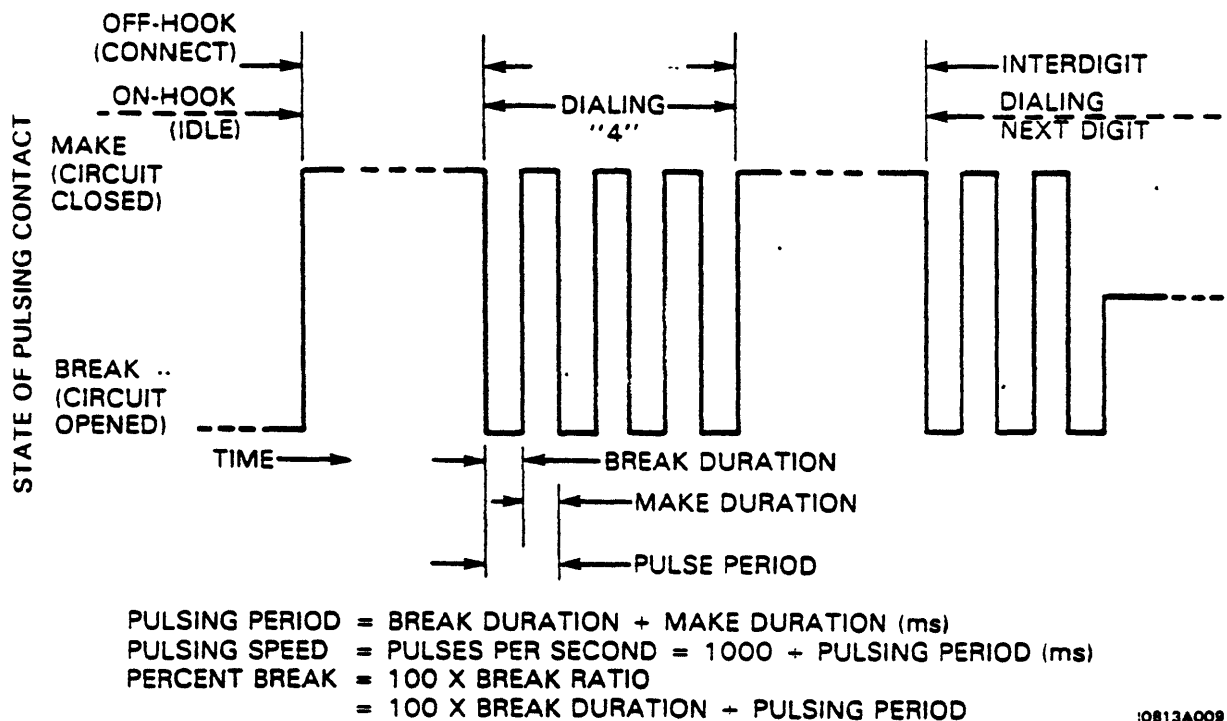 OFF-HOOK
(CONNECT)
ON-HOOK
(IDLE)
INTERDIGIT
DIALING
"4"
DIALING
NEXT DIGIT
STATE OF PULSING CONTACT
MAKE
(CIRCUIT
CLOSED)
BREAK
(CIRCUIT
OPENED)
TIME
BREAK DURATION
MAKE DURATION
PULSE PERIOD
PULSING PERIOD = BREAK DURATION + MAKE DURATION (ms)
PULSING SPEED = PULSES PER SECOND = 1000 ÷ PULSING PERIOD (ms)
PERCENT BREAK = 100 X BREAK RATIO
= 100 X BREAK DURATION ÷ PULSING PERIOD